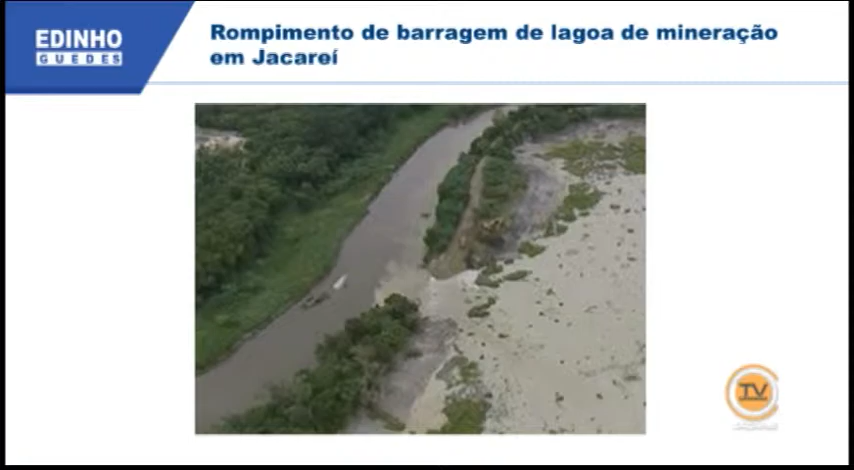 EDINHO
GUEDES
Rompimento de barragem de lagoa de mineração
em Jacareí
TV